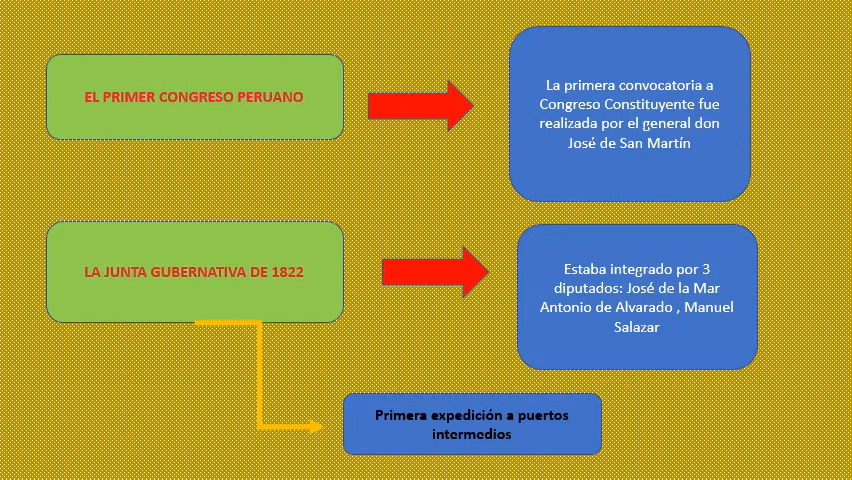 EL PRIMER CONGRESO PERUANO
La primera convocatoria a
Congreso Constituyente fue
realizada por el general don
José de San Martín
LA JUNTA GUBERNATIVA DE 1822
Estaba integrado por 3
diputados: José de la Mar
Antonio de Alvarado , Manuel
Salazar
Primera expedición a puertos
intermedios